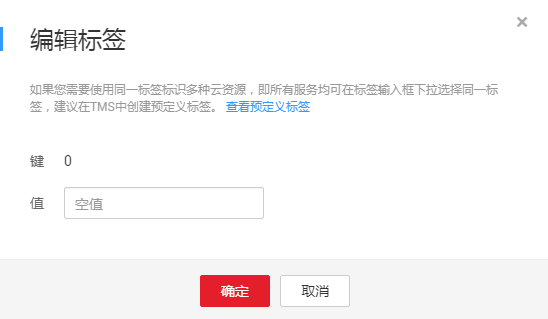 编辑标签
如果您需要使用同一标签标识多种云资源，即所有服务均可在标签输入框下拉选择同一标
签，建议在TMS中创建预定义标签。 查看预定义标签
键 0
值 空值
确定 取消